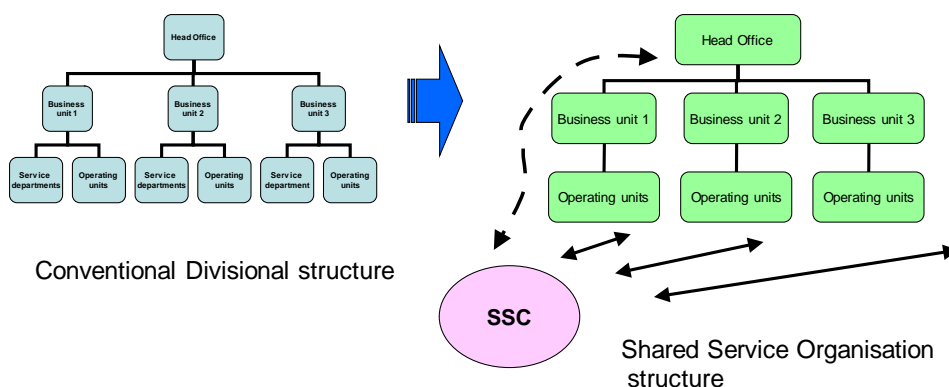 Head Office
Business
unit 1
Business
unit 2
Business
unit 3
Service
departments
Operating
units
Service
departments
Operating
units
Service
department
Operating
units
Conventional Divisional structure
Head Office
Business unit 1
Business unit 2
Business unit 3
Operating units
Operating units
Operating units
SSC
Shared Service Organisation
structure